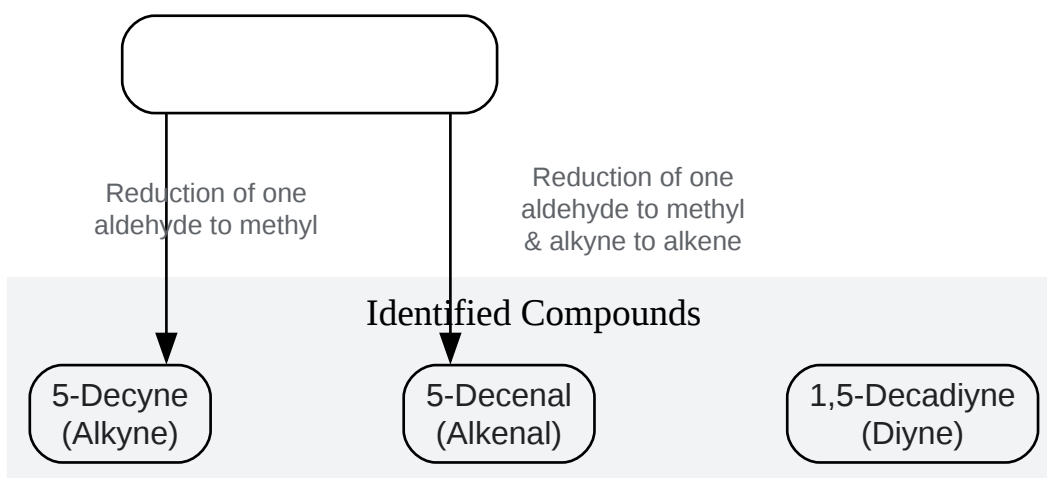 Reduction of one
aldehyde to methyl
Reduction of one
aldehyde to methyl
& alkyne to alkene
Identified Compounds
5-Decyne
(Alkyne)
5-Decenal
(Alkenal)
1,5-Decadiyne
(Diyne)